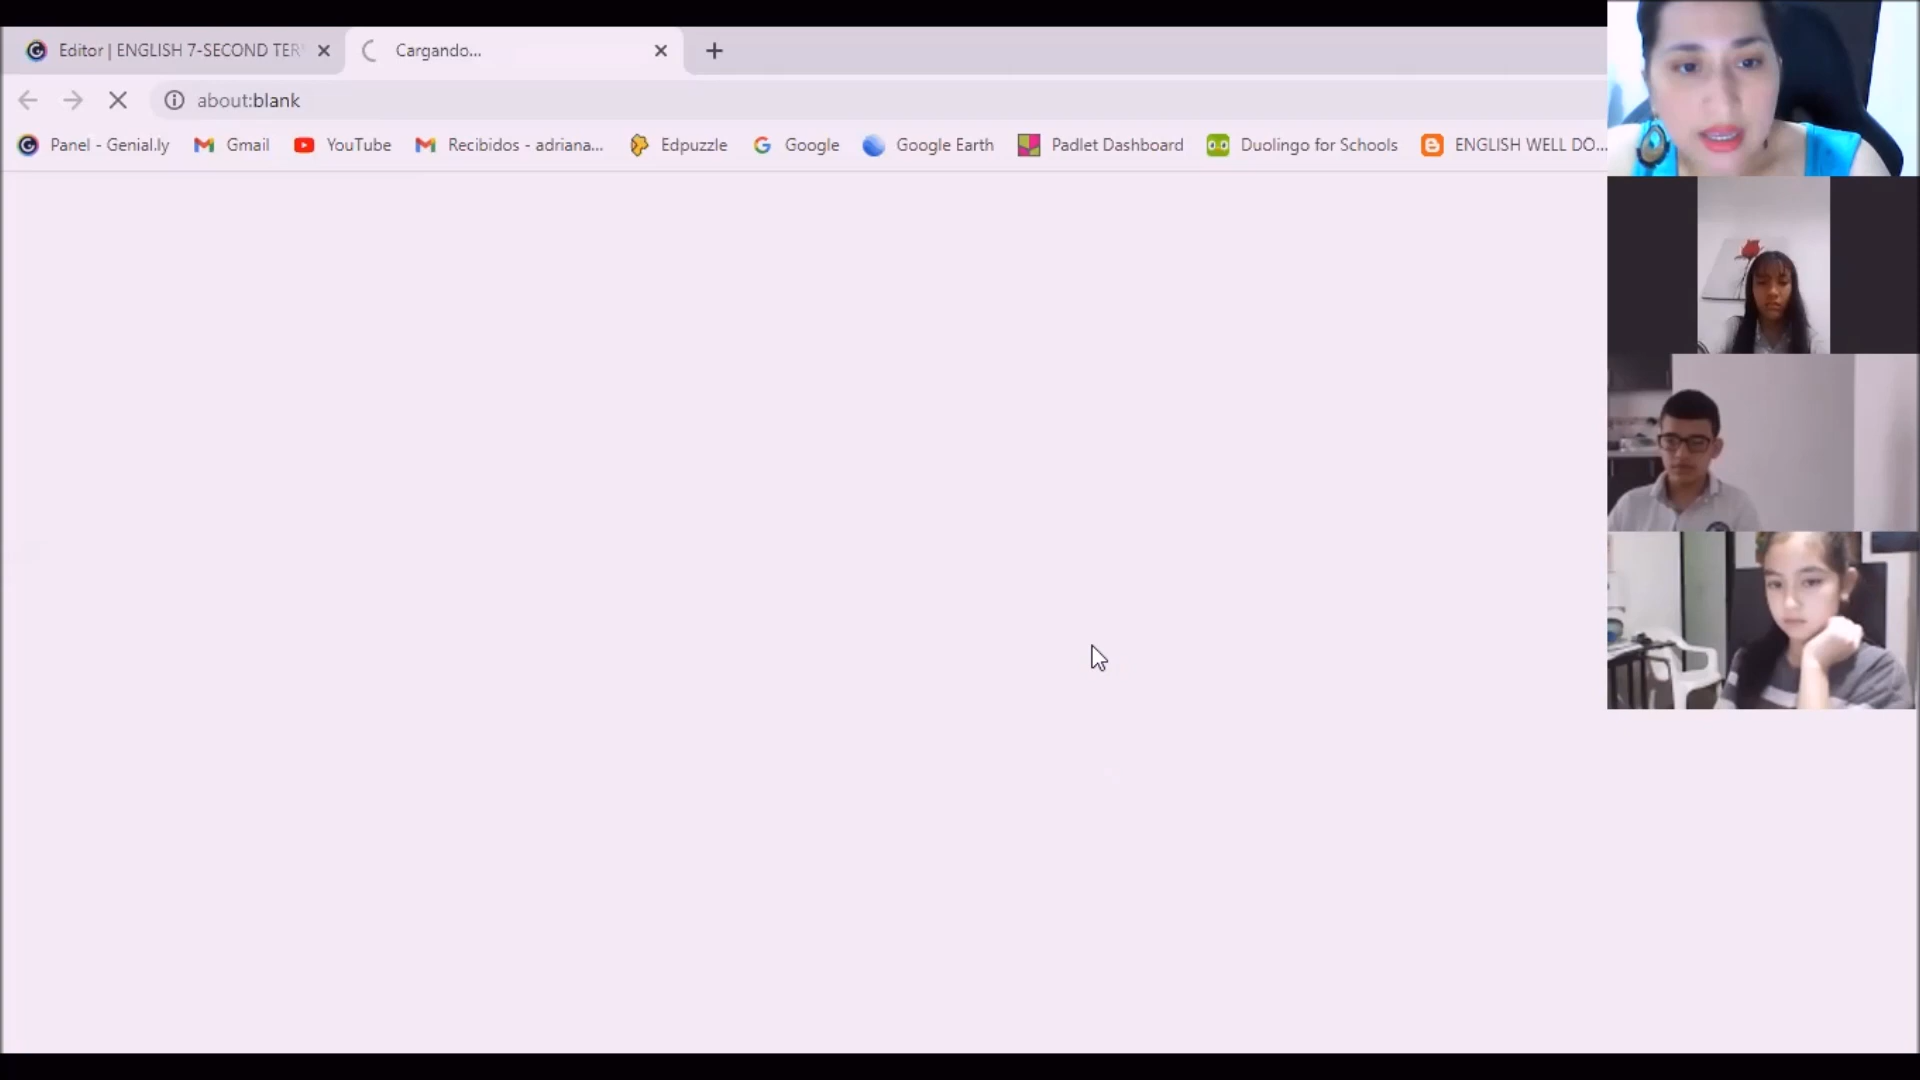 Editor | ENGLISH 7-SECOND TER
Cargando...
about:blank
Panel - Genial.ly
Gmail
YouTube
Recibidos - adriana...
Edpuzzle
Google
Google Earth
Padlet Dashboard
Duolingo for Schools
ENGLISH WELL DO...